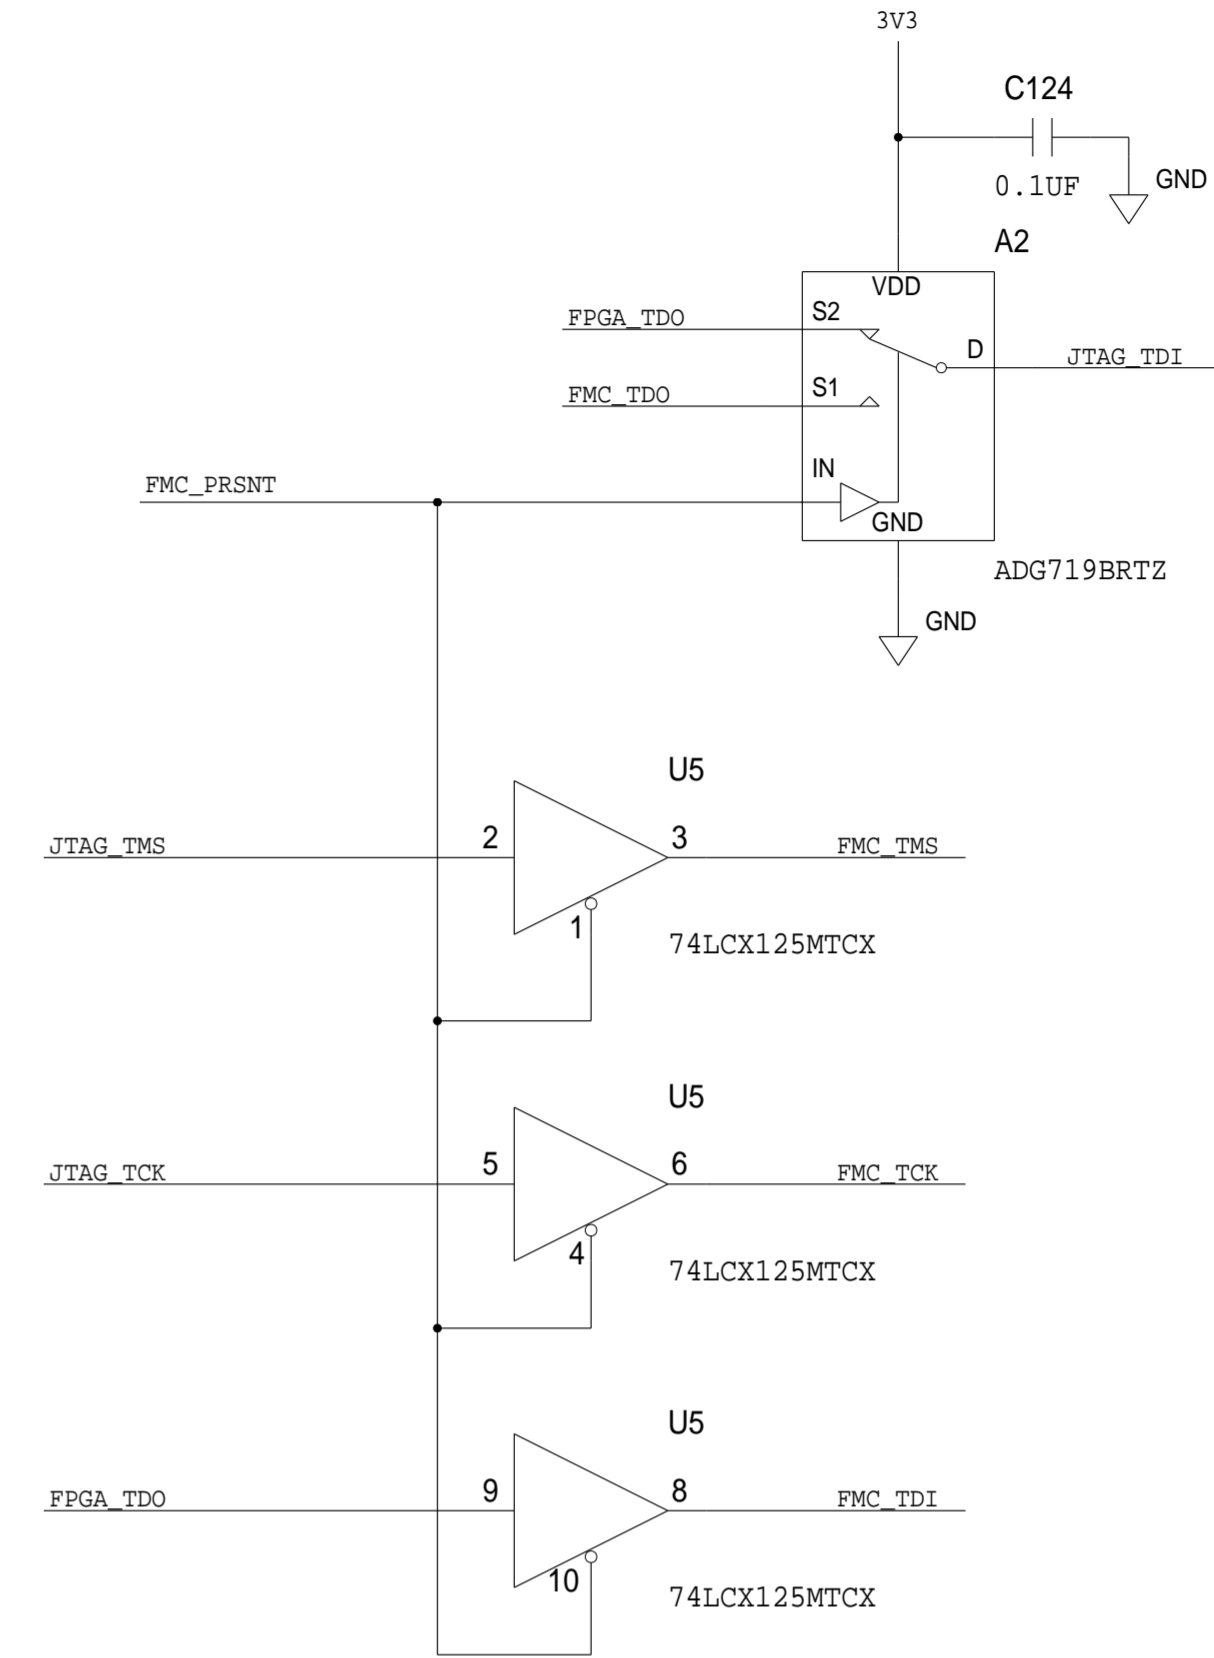 3V3
C124
0.1UF
GND
A2
VDD
FPGA_TDO
S2
D
JTAG_TDI
FMC_TDO
S1
IN
FMC_PRSNT
GND
ADG719BRTZ
GND
U5
JTAG_TMS
2
3
FMC_TMS
1
74LCX125MTCX
U5
JTAG_TCK
5
6
FMC_TCK
4
74LCX125MTCX
U5
FPGA_TDO
9
8
FMC_TDI
10
74LCX125MTCX